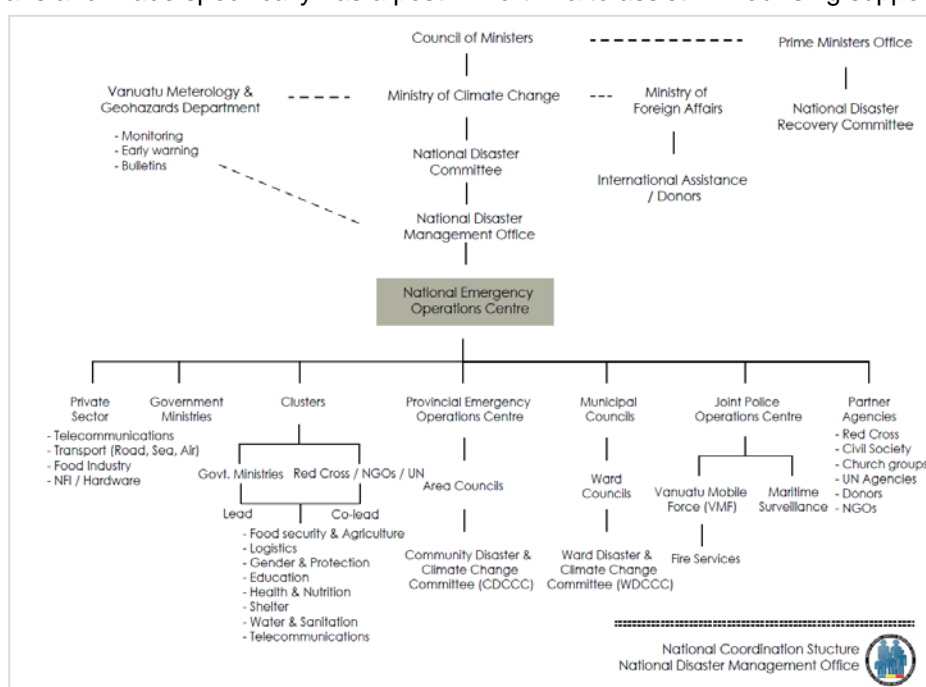 Council of Ministers
Prime Ministers Office
Vanuatu Meterology &
Geohazards Department
Ministry of Climate Change
Ministry of
Foreign Affairs
National Disaster
Recovery Committee
- Monitoring
- Early warning
- Bulletins
National Disaster
Committee
International Assistance
/ Donors
National Disaster
Management Office
National Emergency
Operations Centre
Private
Sector
- Telecommunications
- Transport (Road, Sea, Air)
- Food Industry
- NFI / Hardware
Government
Ministries
Clusters
Govt. Ministries
Red Cross / NGOs / UN
Lead
Co-lead
- Food security & Agriculture
- Logistics
- Gender & Protection
- Education
- Health & Nutrition
- Shelter
- Water & Sanitation
- Telecommunications
Provincial Emergency
Operations Centre
Area Councils
Community Disaster &
Climate Change
Committee (CDCCC)
Municipal
Councils
Ward
Councils
Ward Disaster &
Climate Change
Committee (WDCCC)
Joint Police
Operations Centre
Vanuatu Mobile
Force (VMF)
Maritime
Surveillance
Fire Services
Partner
Agencies
- Red Cross
- Civil Society
- Church groups
- UN Agencies
- Donors
- NGOs
National Coordination Stucture
National Disaster Management Office